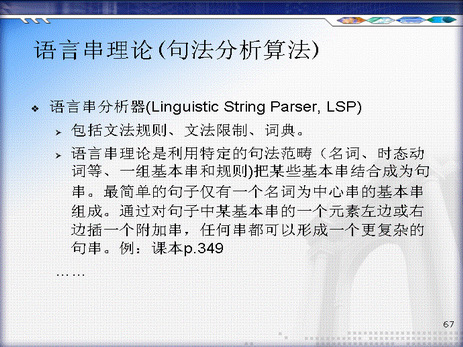 语言串理论(句法分析算法)
语言串分析器(Linguistic String Parser, LSP)
包括文法规则、文法限制、词典。
语言串理论是利用特定的句法范畴（名词、时态动
词等、一组基本串和规则)把某些基本串结合成为句
串。最简单的句子仅有一个名词为中心串的基本串
组成。通过对句子中某基本串的一个元素左边或右
边插一个附加串，任何串都可以形成一个更复杂的
句串。例：课本p.349
……
67